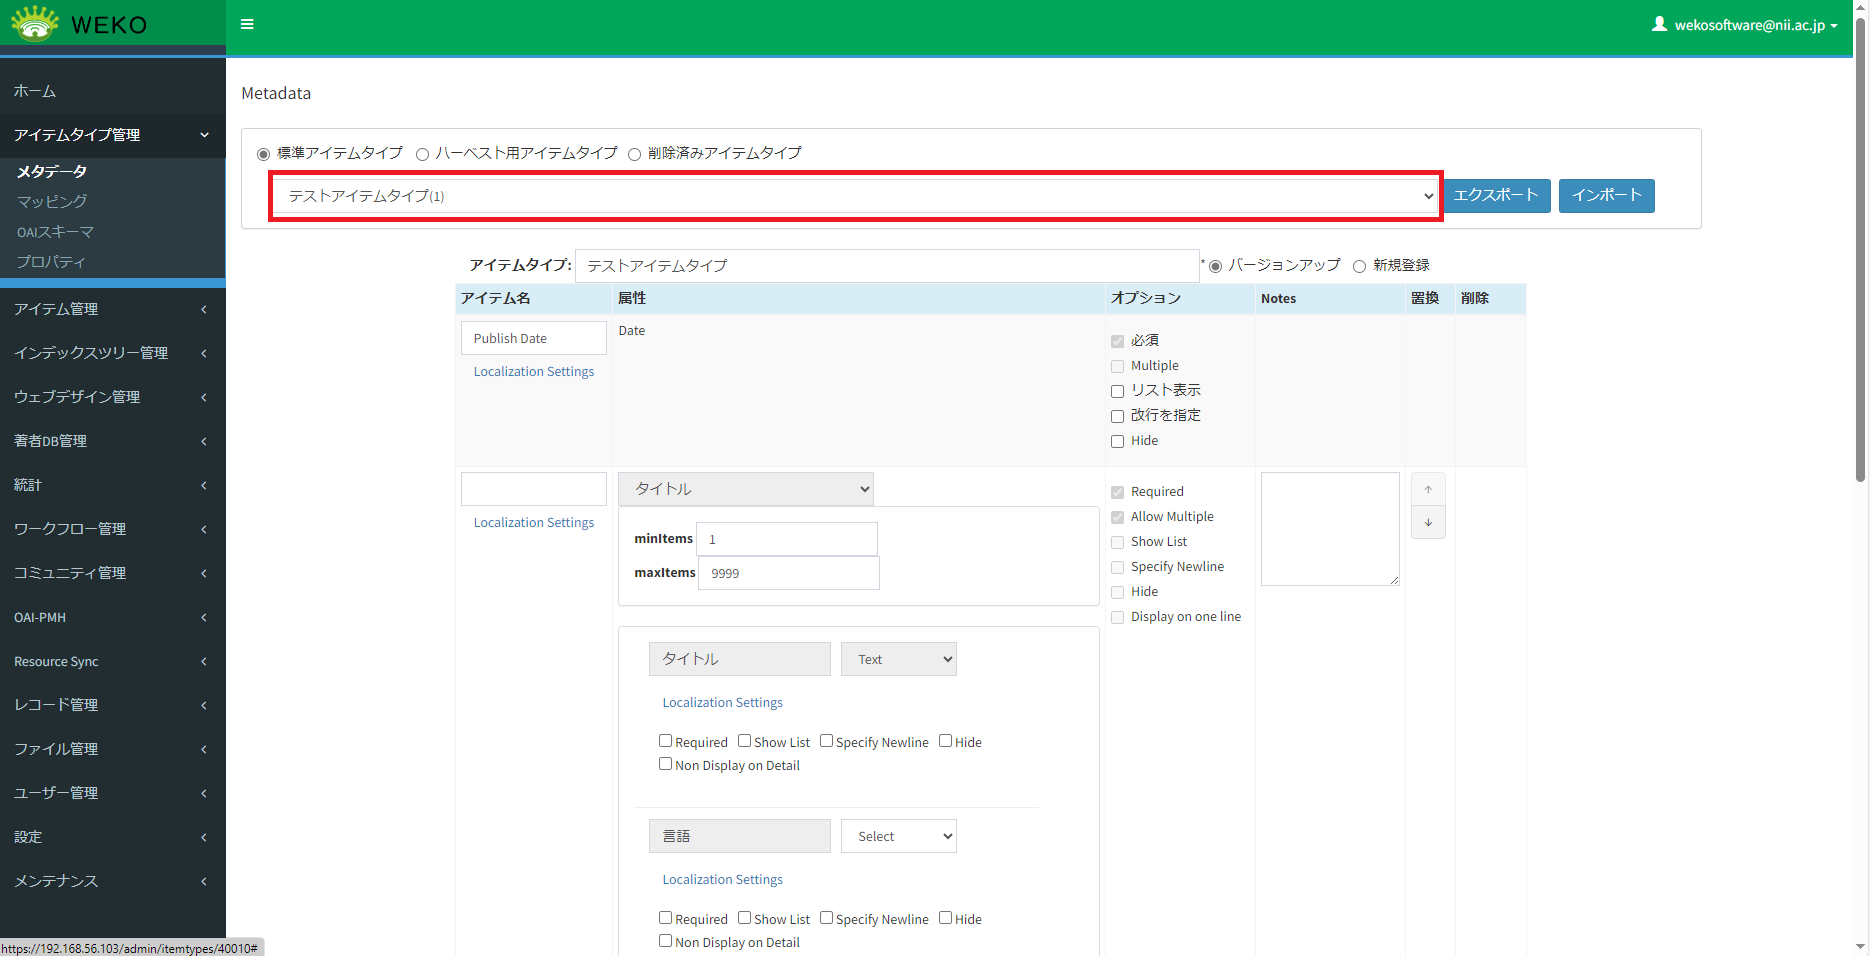 WEKO
wekosoftware@nii.ac.jp
ホーム
アイテムタイプ管理
メタデータ
マッピング
OAIスキーマ
プロパティ
アイテム管理
インデックスツリー管理
ウェブデザイン管理
著者DB管理
統計
ワークフロー管理
コミュニティ管理
OAI-PMH
Resource Sync
レコード管理
ファイル管理
ユーザー管理
設定
メンテナンス
https://192.168.56.103/admin/itemtypes/40010#
Metadata
標準アイテムタイプ ハーベスト用アイテムタイプ 削除済みアイテムタイプ
テストアイテムタイプ(1) エクスポート インポート
アイテムタイプ: テストアイテムタイプ * バージョンアップ 新規登録
アイテム名 属性 オプション Notes 置換 削除
Publish Date
Localization Settings
Date
必須
Multiple
リスト表示
改行を指定
Hide
Localization Settings
タイトル
minItems 1
maxItems 9999
Required
Allow Multiple
Show List
Specify Newline
Hide
Display on one line
↑
↓
タイトル Text
Localization Settings
Required Show List Specify Newline Hide
Non Display on Detail
言語 Select
Localization Settings
Required Show List Specify Newline Hide
Non Display on Detail